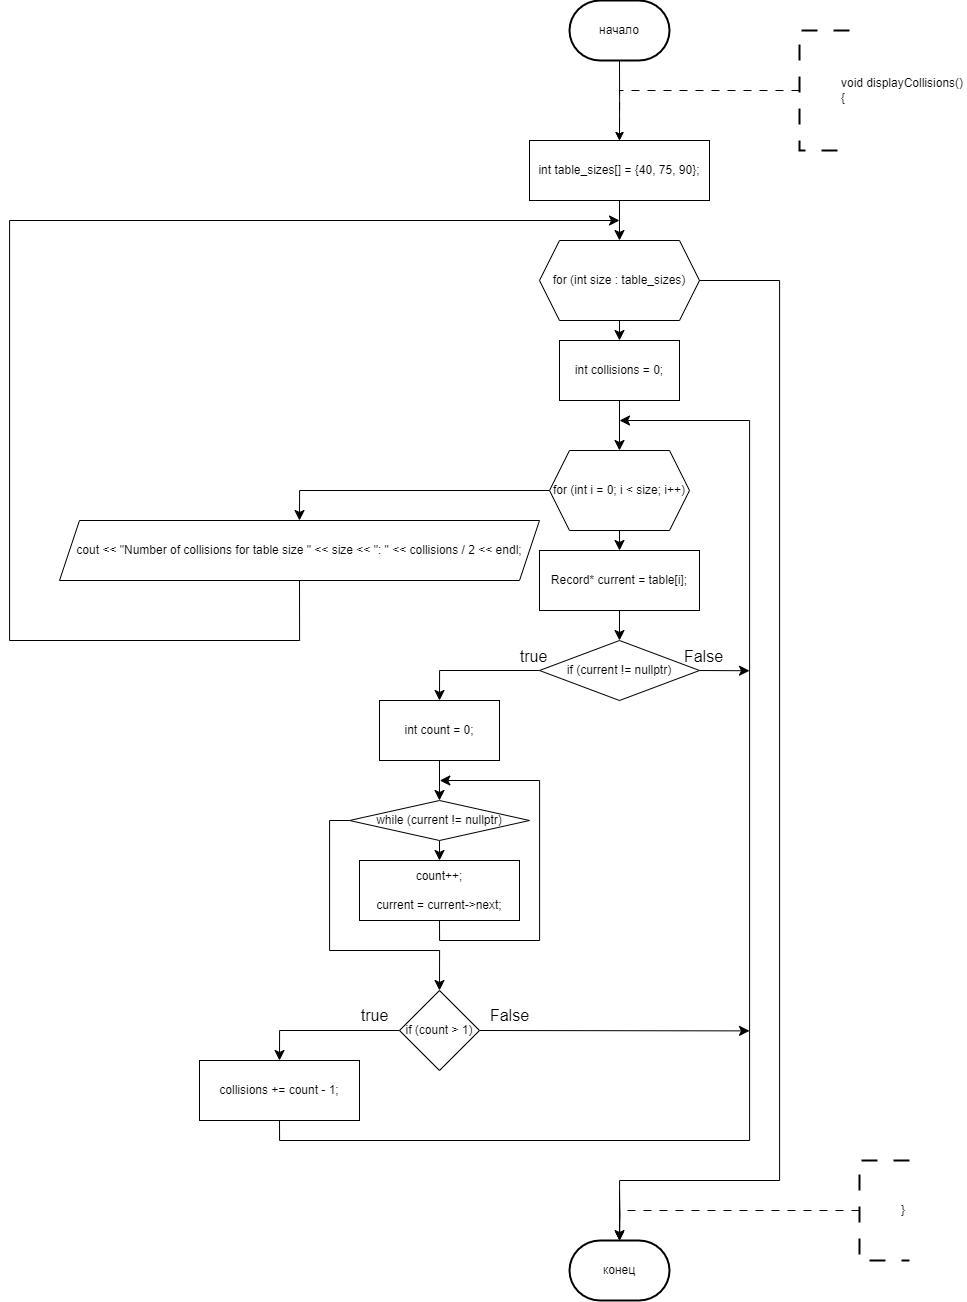 начало
void displayCollisions()
{
int table_sizes[] = {40, 75, 90};
for (int size : table_sizes)
int collisions = 0;
for (int i = 0; i < size; i++)
cout << "Number of collisions for table size " << size << ": " << collisions / 2 << endl;
Record* current = table[i];
true
if (current != nullptr)
False
int count = 0;
while (current != nullptr)
count++;
current = current->next;
true
if (count > 1)
False
collisions += count - 1;
}
конец